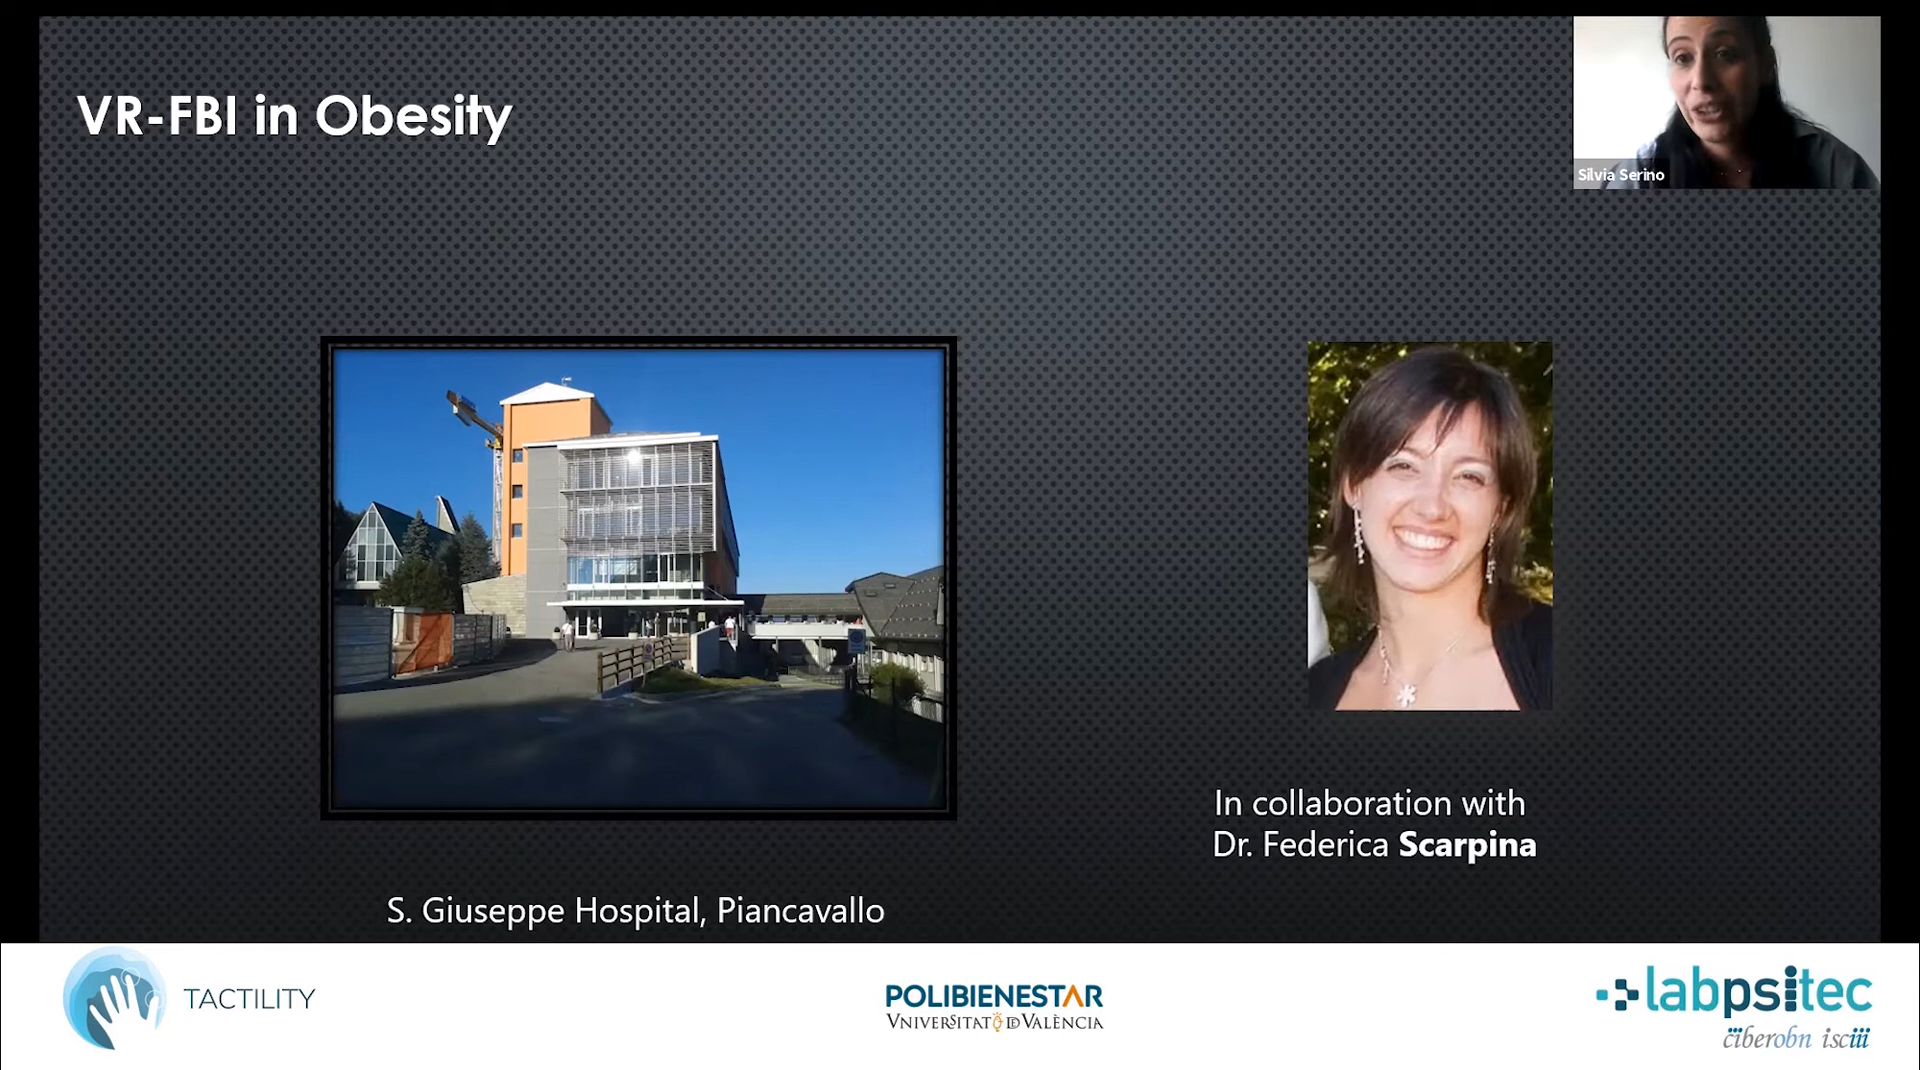 VR-FBI in Obesity
Silvia Serino
In collaboration with
Dr. Federica Scarpina
S. Giuseppe Hospital, Piancavallo
TACTILITY
POLIBIENESTAR
VNIVERSITAT DE VALÈNCIA
labpsitec
ciberobn isciii